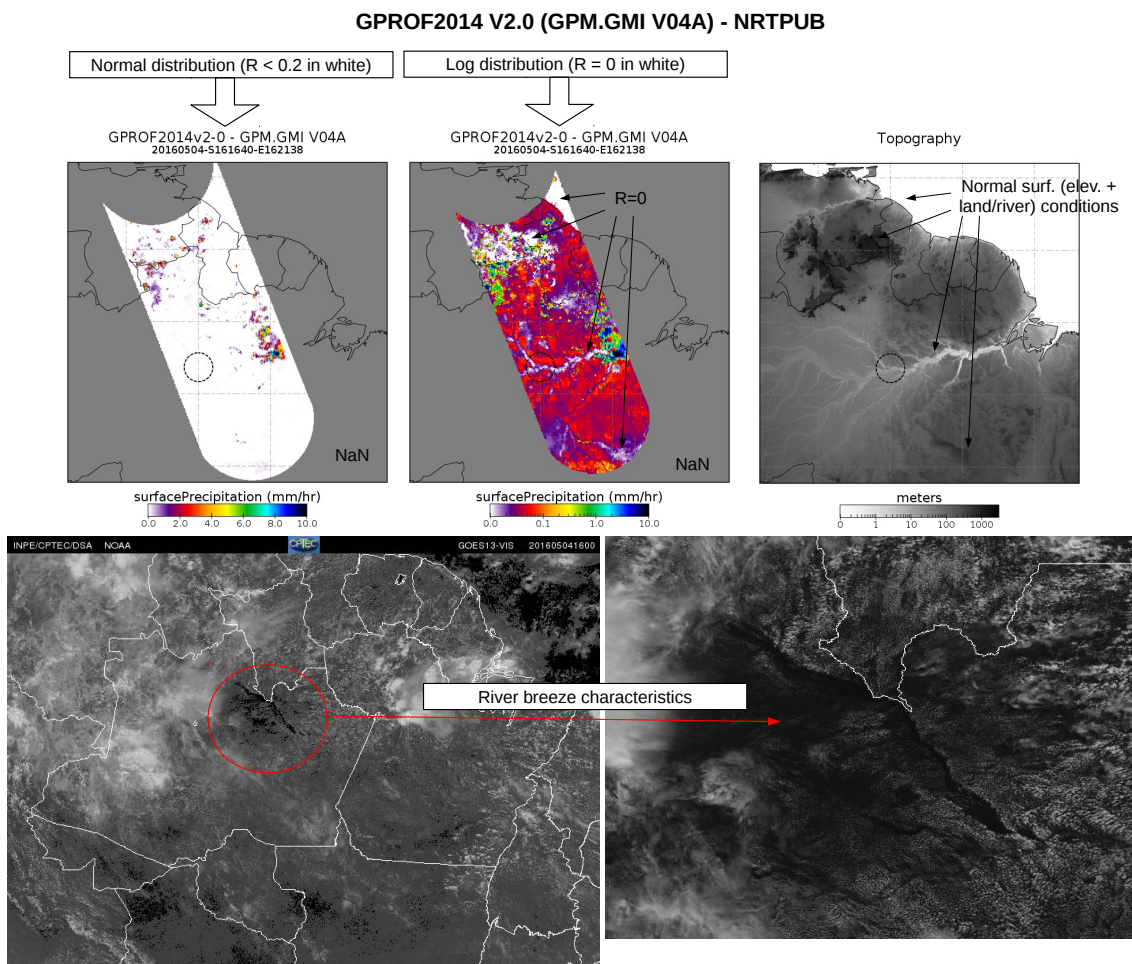 GPROF2014 V2.0 (GPM.GMI V04A) - NRTPUB
Normal distribution (R < 0.2 in white)
Log distribution (R = 0 in white)
GPROF2014v2-0 - GPM.GMI V04A
20160504-S161640-E162138
GPROF2014v2-0 - GPM.GMI V04A
20160504-S161640-E162138
Topography
R=0
Normal surf. (elev. +
land/river) conditions
NaN
NaN
surfacePrecipitation (mm/hr)
0.0 2.0 4.0 6.0 8.0 10.0
surfacePrecipitation (mm/hr)
0.0 0.1 1.0 10.0
meters
0 1 10 100 1000
INPE/CPTEC/DSA NOAA
CPTEC
GOES13-VIS 201605041600
River breeze characteristics